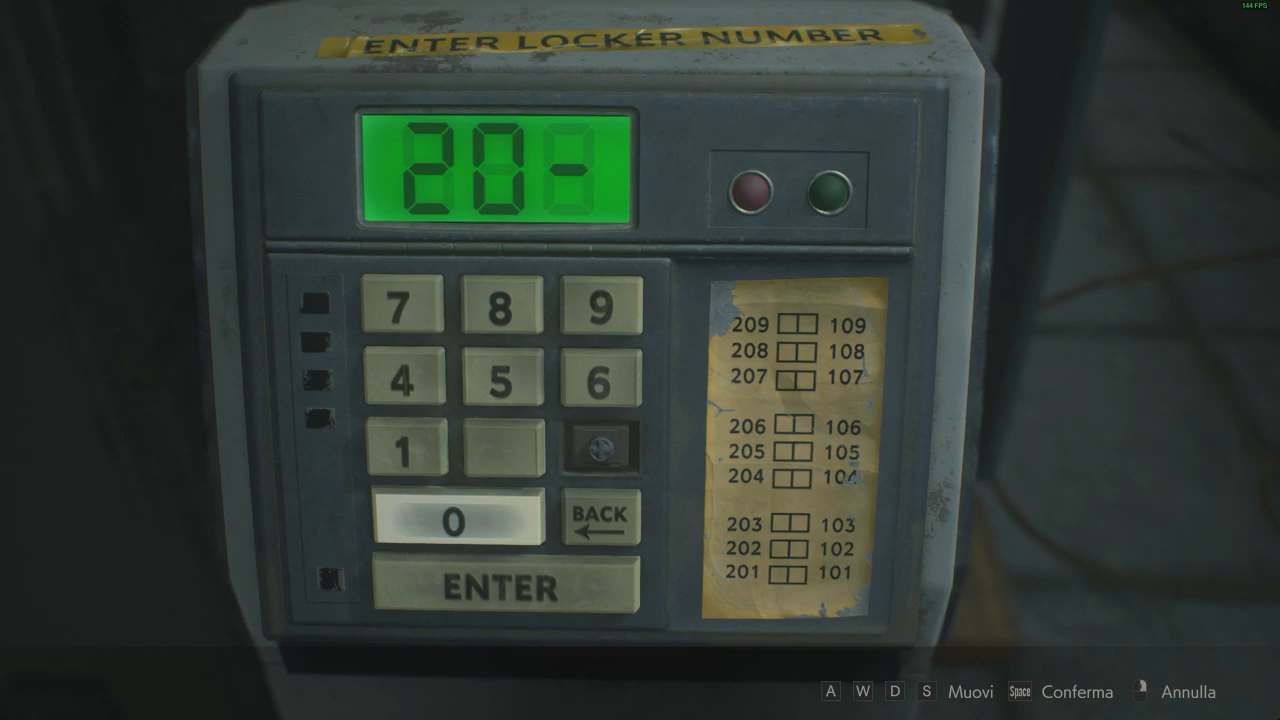 144 FPS
ENTER LOCKER NUMBER
20-
7 8 9
4 5 6
1
0 BACK
ENTER
209 109
208 108
207 107
206 106
205 105
204 104
203 103
202 102
201 101
A W D S Muovi Space Conferma Annulla